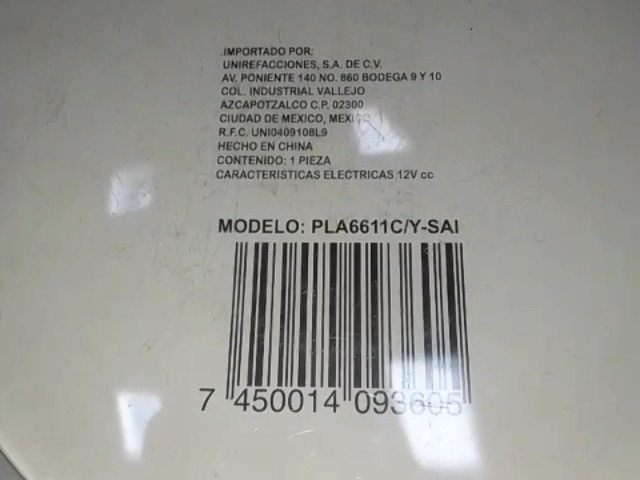 .IMPORTADO POR:
UNIREFACCIONES, S.A. DE C.V.
AV. PONIENTE 140 NO. 860 BODEGA 9 Y 10
COL. INDUSTRIAL VALLEJO
AZCAPOTZALCO C.P. 02300
CIUDAD DE MEXICO, MEXICO
R.F.C. UNI0409108L9
HECHO EN CHINA
CONTENIDO: 1 PIEZA
CARACTERISTICAS ELECTRICAS 12V cc
MODELO: PLA6611C/Y-SAI
7 450014 093605